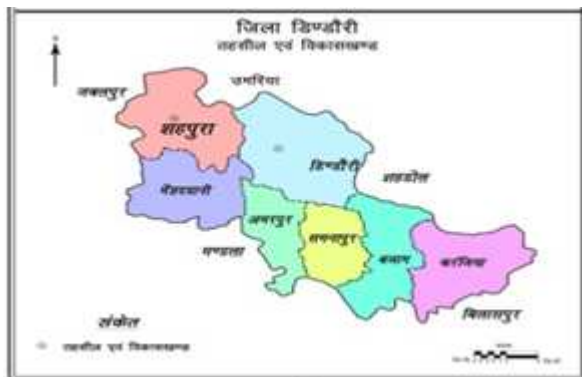 जिला डिण्डौरी
तहसील एवं विकासखण्ड
उमरिया
जबलपुर
शहपुरा
डिण्डौरी
शहडोल
मेंहदवानी
अमरपुर
समनापुर
मण्डला
बजाग
करंजिया
बिलासपुर
संकेत
तहसील एवं विकासखण्ड